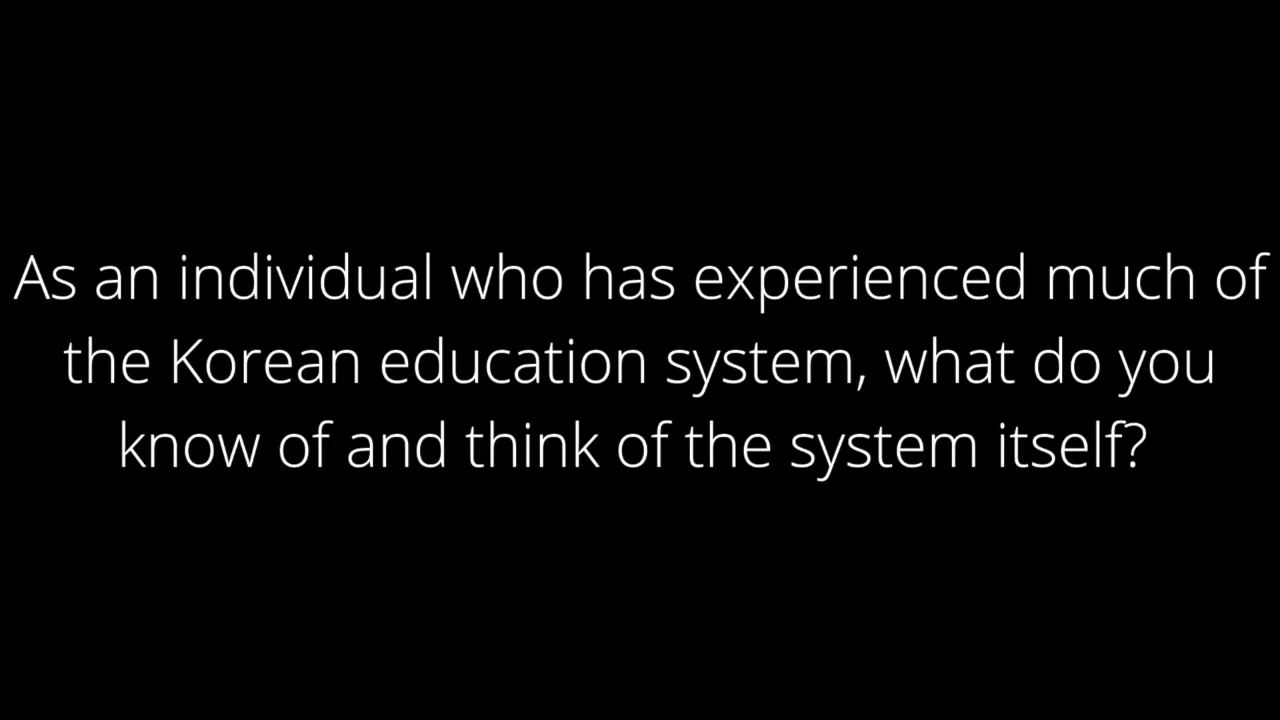 As an individual who has experienced much of
the Korean education system, what do you
know of and think of the system itself?